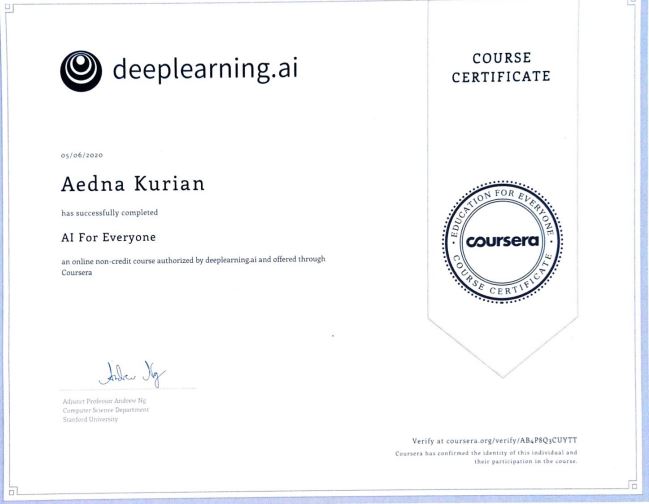 deeplearning.ai
COURSE
CERTIFICATE
05/06/2020
Aedna Kurian
has successfully completed
AI For Everyone
an online non-credit course authorized by deeplearning.ai and offered through
Coursera
EDUCATION FOR EVERYONE
coursera
COURSE CERTIFICATE
Andrew Ng
Adjunct Professor Andrew Ng
Computer Science Department
Stanford University
Verify at coursera.org/verify/AB4P8Q3CUYTT
Coursera has confirmed the identity of this individual and
their participation in the course.